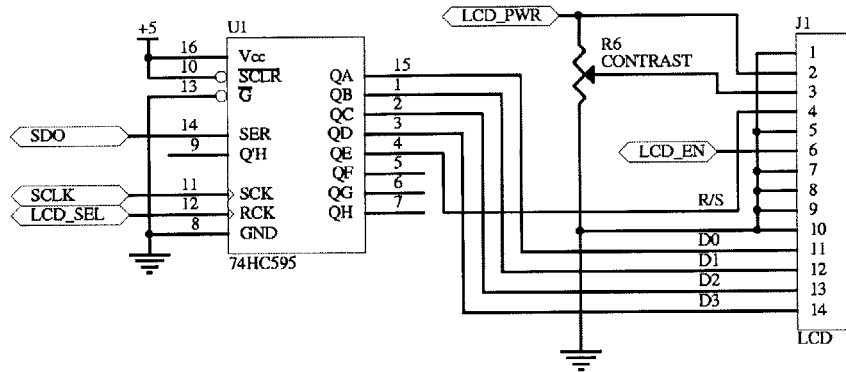 LCD_PWR
J1
+5
U1
R6
CONTRAST
16
Vcc
10
SCLR
13
G
SDO
14
SER
9
Q'H
SCLK
11
SCK
LCD_SEL
12
RCK
8
GND
74HC595
QA
15
QB
1
QC
2
QD
3
QE
4
QF
5
QG
6
QH
7
LCD_EN
R/S
D0
D1
D2
D3
1
2
3
4
5
6
7
8
9
10
11
12
13
14
LCD